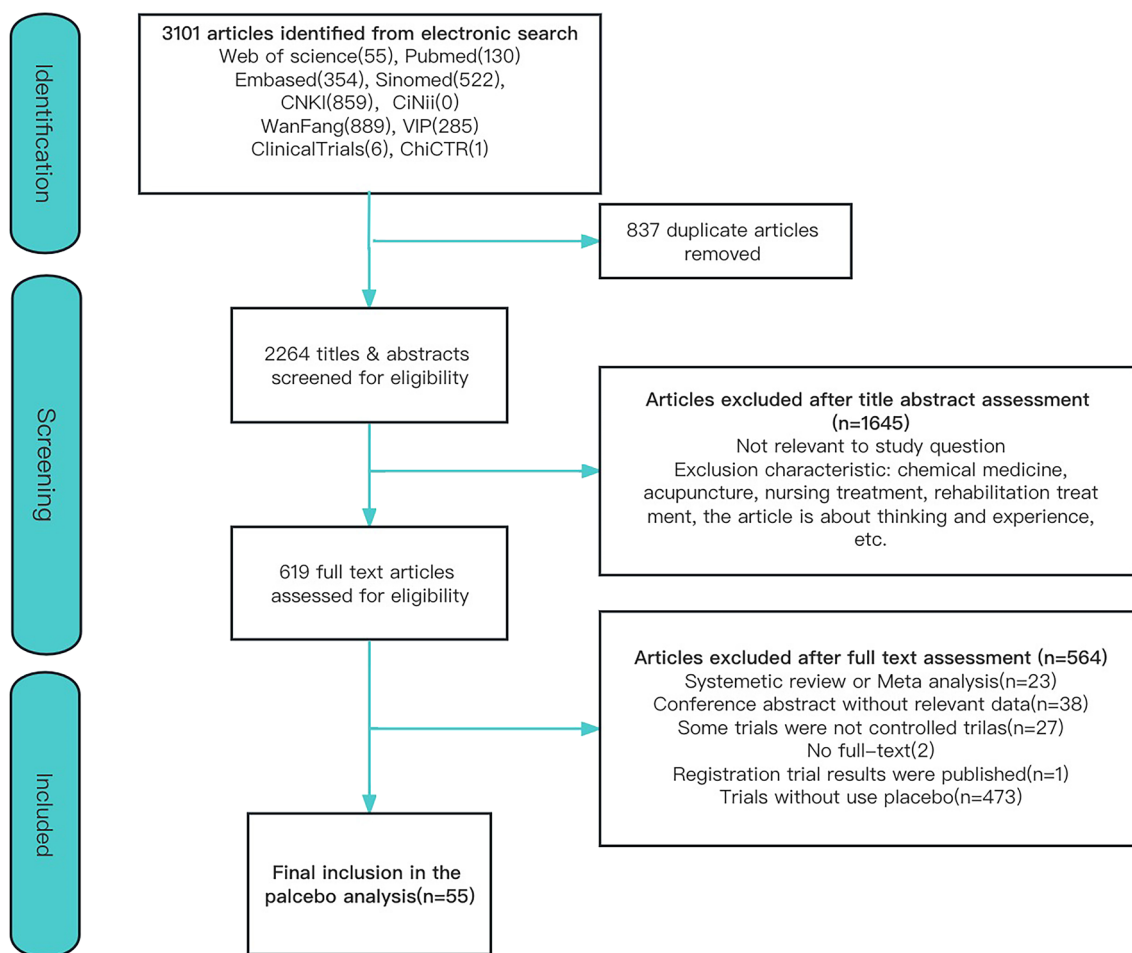 Identification
3101 articles identified from electronic search
Web of science(55), Pubmed(130)
Embased(354), Sinomed(522),
CNKI(859), CiNii(0)
WanFang(889), VIP(285)
ClinicalTrials(6), ChiCTR(1)
837 duplicate articles
removed
Screening
2264 titles & abstracts
screened for eligibility
Articles excluded after title abstract assessment
(n=1645)
Not relevant to study question
Exclusion characteristic: chemical medicine,
acupuncture, nursing treatment, rehabilitation treat
ment, the article is about thinking and experience,
etc.
619 full text articles
assessed for eligibility
Articles excluded after full text assessment (n=564)
Systemetic review or Meta analysis(n=23)
Conference abstract without relevant data(n=38)
Some trials were not controlled trilas(n=27)
No full-text(2)
Registration trial results were published(n=1)
Trials without use placebo(n=473)
Included
Final inclusion in the
palcebo analysis(n=55)